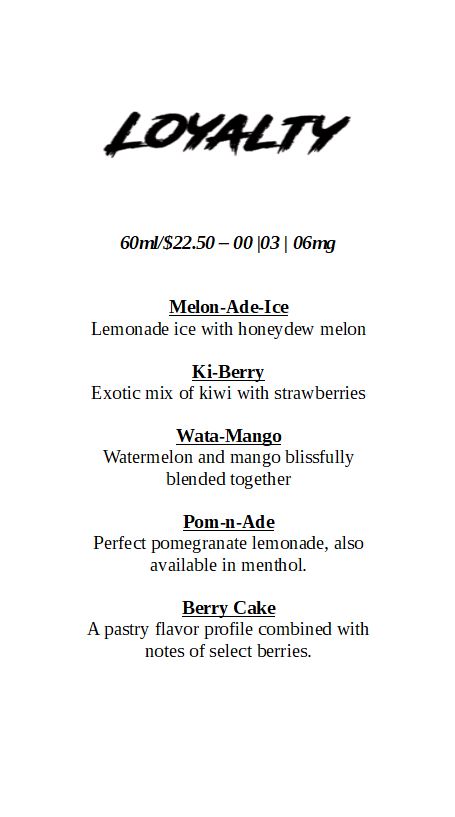 LOYALTY
60ml/$22.50 – 00 |03 | 06mg
Melon-Ade-Ice
Lemonade ice with honeydew melon
Ki-Berry
Exotic mix of kiwi with strawberries
Wata-Mango
Watermelon and mango blissfully
blended together
Pom-n-Ade
Perfect pomegranate lemonade, also
available in menthol.
Berry Cake
A pastry flavor profile combined with
notes of select berries.